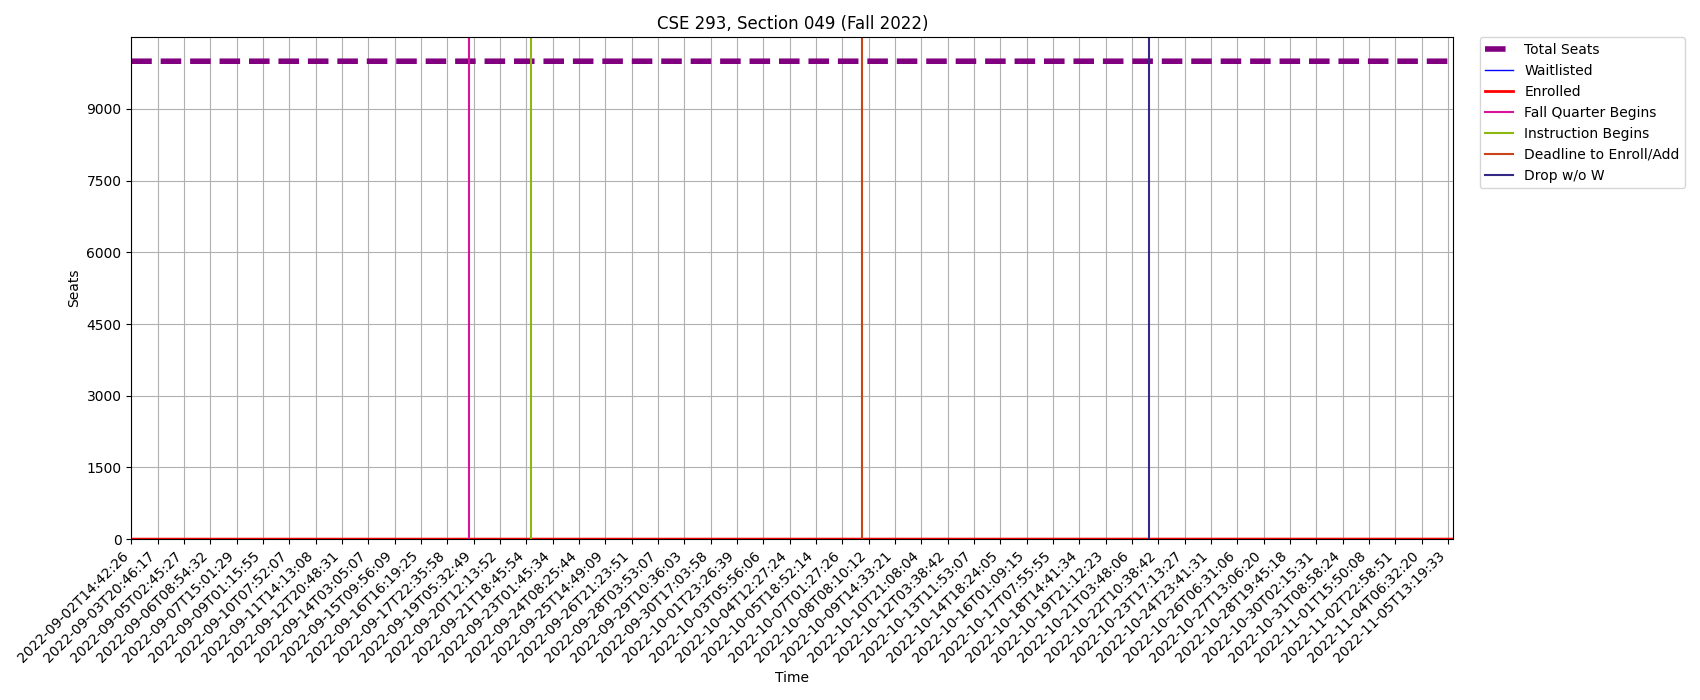 CSE 293, Section 049 (Fall 2022)
Total Seats
Waitlisted
Enrolled
Fall Quarter Begins
Instruction Begins
Deadline to Enroll/Add
Drop w/o W
Seats
9000
7500
6000
4500
3000
1500
0
2022-09-02T14:42:26
2022-09-03T20:46:17
2022-09-05T02:45:27
2022-09-06T08:54:32
2022-09-07T15:01:29
2022-09-09T01:15:55
2022-09-10T07:52:07
2022-09-11T14:13:08
2022-09-12T20:48:31
2022-09-14T03:05:07
2022-09-15T09:56:09
2022-09-16T16:19:25
2022-09-17T22:35:58
2022-09-19T05:32:49
2022-09-20T12:13:52
2022-09-21T18:45:54
2022-09-23T01:45:34
2022-09-24T08:25:44
2022-09-25T14:49:09
2022-09-26T21:23:51
2022-09-28T03:53:07
2022-09-29T10:36:03
2022-09-30T17:03:58
2022-10-01T23:26:39
2022-10-03T05:56:06
2022-10-04T12:27:24
2022-10-05T18:52:14
2022-10-07T01:27:26
2022-10-08T08:10:12
2022-10-09T14:33:21
2022-10-10T21:08:04
2022-10-12T03:38:42
2022-10-13T11:53:07
2022-10-14T18:24:05
2022-10-16T01:09:15
2022-10-17T07:55:55
2022-10-18T14:41:34
2022-10-19T21:12:23
2022-10-21T03:48:06
2022-10-22T10:38:42
2022-10-23T17:13:27
2022-10-24T23:41:31
2022-10-26T06:31:06
2022-10-27T13:06:20
2022-10-28T19:45:18
2022-10-30T02:15:31
2022-10-31T08:58:24
2022-11-01T15:50:08
2022-11-02T22:58:51
2022-11-04T06:32:20
2022-11-05T13:19:33
Time